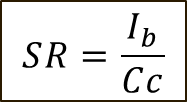 SR = I_b / Cc